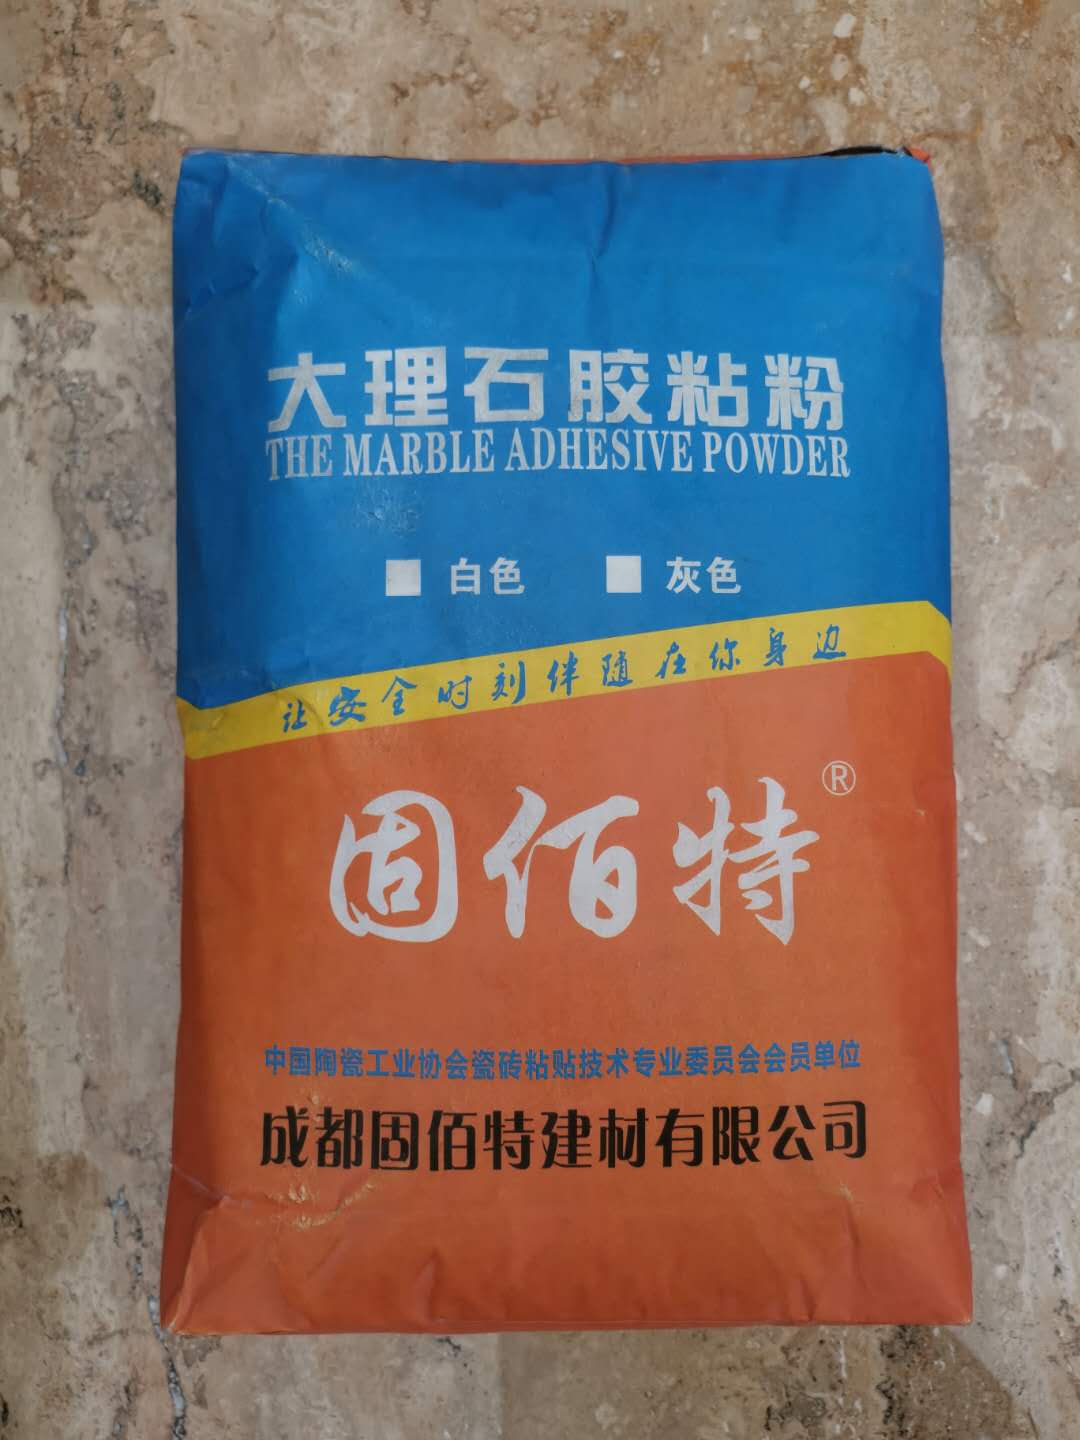 大理石胶粘粉
THE MARBLE ADHESIVE POWDER
白色 灰色
让安全时刻伴随在你身边
固佰特®
中国陶瓷工业协会瓷砖粘贴技术专业委员会会员单位
成都固佰特建材有限公司